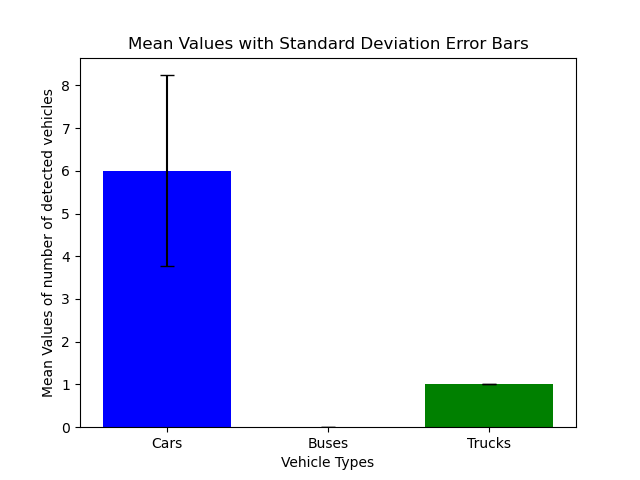 Mean Values with Standard Deviation Error Bars
Mean Values of number of detected vehicles
8
7
6
5
4
3
2
1
0
Cars Buses Trucks
Vehicle Types